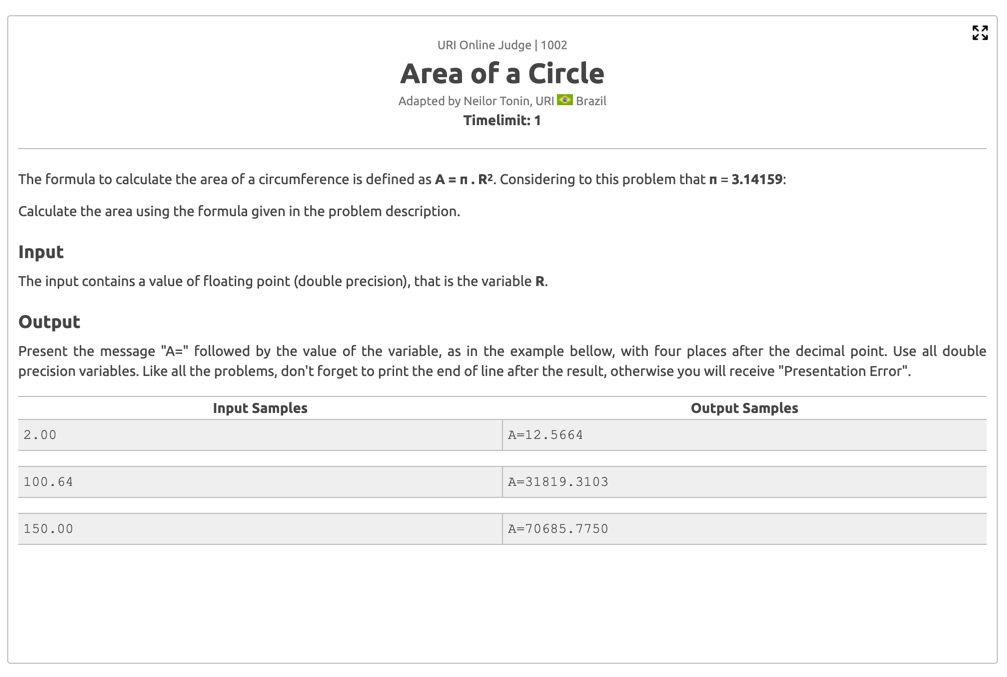 URI Online Judge | 1002
Area of a Circle
Adapted by Neilor Tonin, URI Brazil
Timelimit: 1
The formula to calculate the area of a circumference is defined as A = π . R². Considering to this problem that π = 3.14159:
Calculate the area using the formula given in the problem description.
Input
The input contains a value of floating point (double precision), that is the variable R.
Output
Present the message "A=" followed by the value of the variable, as in the example bellow, with four places after the decimal point. Use all double
precision variables. Like all the problems, don't forget to print the end of line after the result, otherwise you will receive "Presentation Error".
Input Samples Output Samples
2.00 A=12.5664
100.64 A=31819.3103
150.00 A=70685.7750